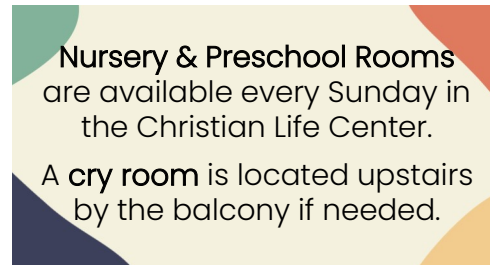 Nursery & Preschool Rooms
are available every Sunday in
the Christian Life Center.
A cry room is located upstairs
by the balcony if needed.